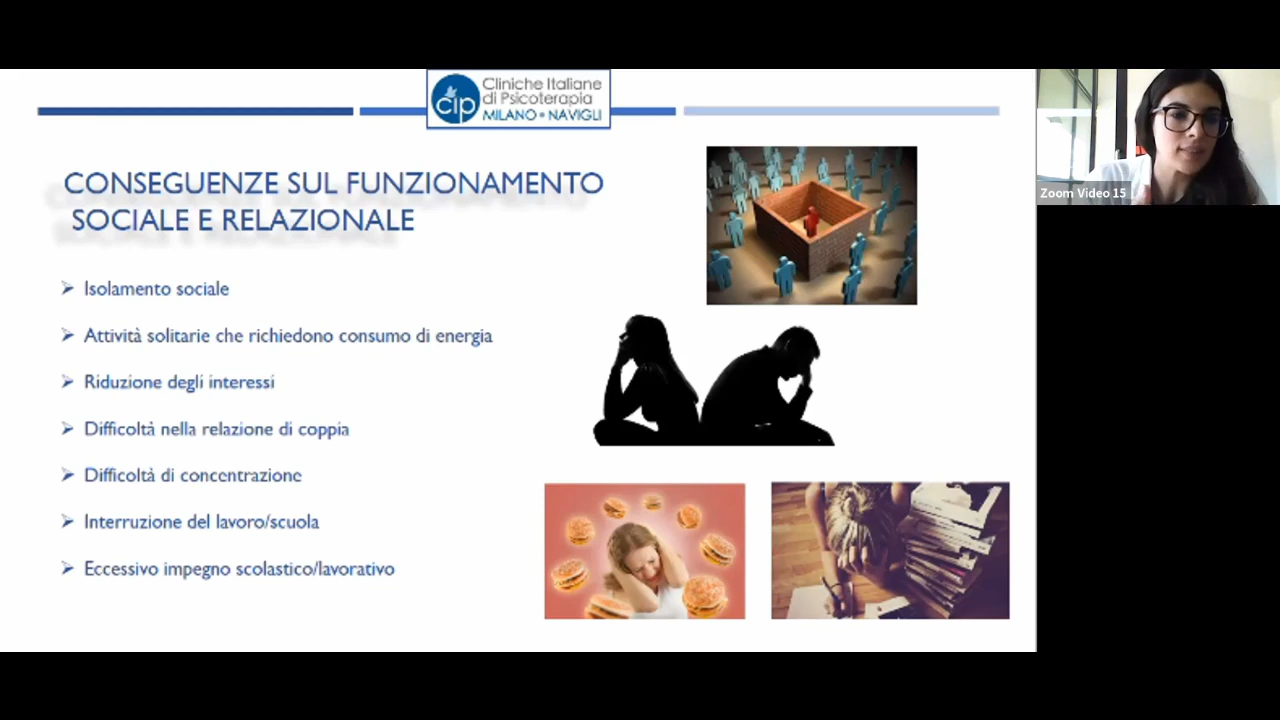 cip
Cliniche Italiane
di Psicoterapia
MILANO • NAVIGLI
CONSEGUENZE SUL FUNZIONAMENTO
SOCIALE E RELAZIONALE
➢ Isolamento sociale
➢ Attività solitarie che richiedono consumo di energia
➢ Riduzione degli interessi
➢ Difficoltà nella relazione di coppia
➢ Difficoltà di concentrazione
➢ Interruzione del lavoro/scuola
➢ Eccessivo impegno scolastico/lavorativo
Zoom Video 15